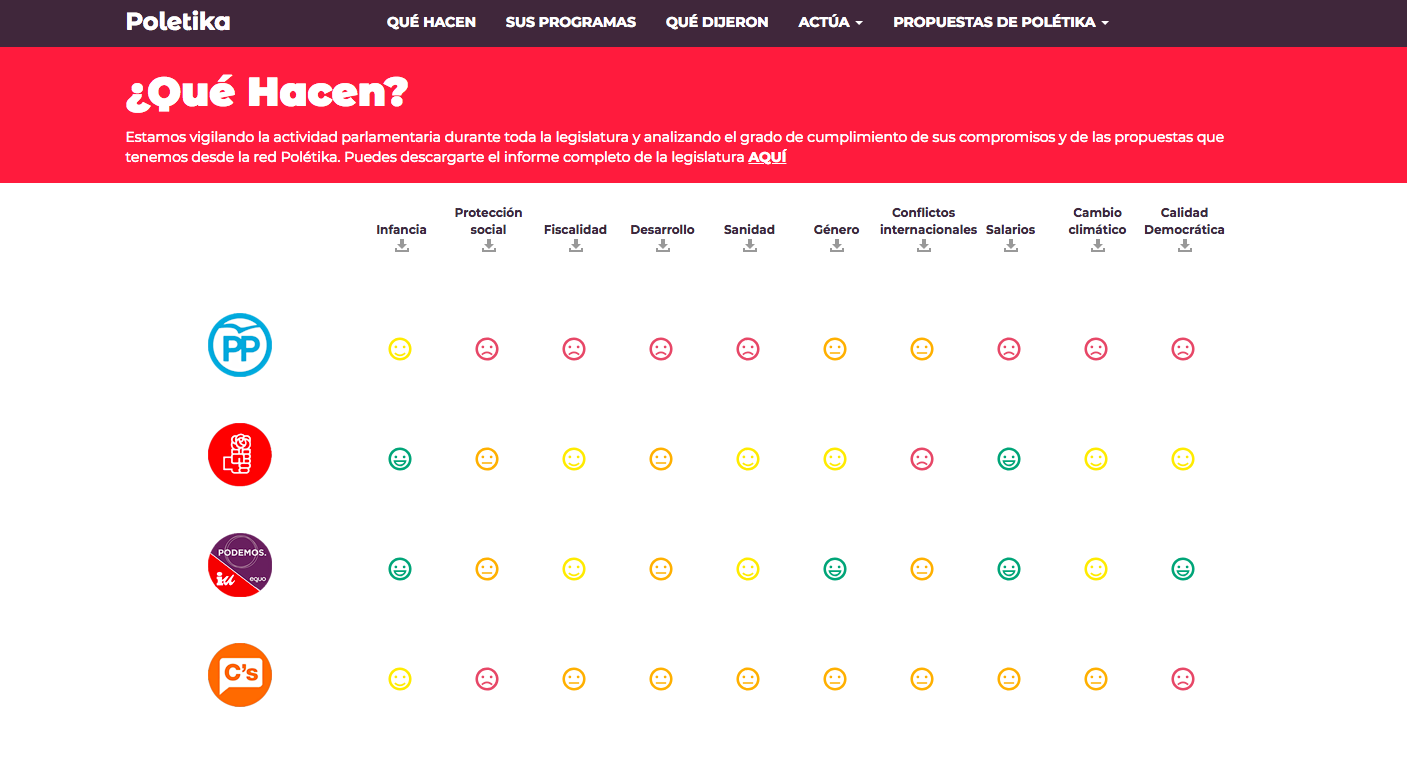 Poletika
QUÉ HACEN SUS PROGRAMAS QUÉ DIJERON ACTÚA PROPUESTAS DE POLÉTIKA
¿Qué Hacen?
Estamos vigilando la actividad parlamentaria durante toda la legislatura y analizando el grado de cumplimiento de sus compromisos y de las propuestas que
tenemos desde la red Polétika. Puedes descargarte el informe completo de la legislatura AQUÍ
Infancia
Protección
social
Fiscalidad
Desarrollo
Sanidad
Género
Conflictos
internacionales
Salarios
Cambio
climático
Calidad
Democrática
PP
PODEMOS.
iu
equo
C's